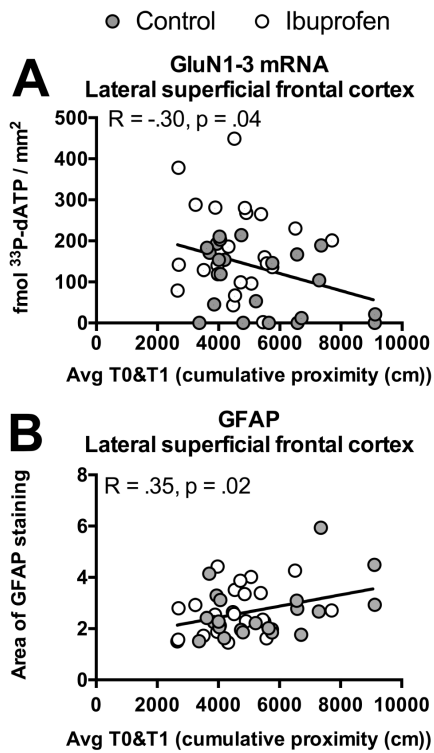 Control Ibuprofen
A
GluN1-3 mRNA
Lateral superficial frontal cortex
R = -.30, p = .04
fmol ³³P-dATP / mm²
500
400
300
200
100
0
0 2000 4000 6000 8000 10000
Avg T0&T1 (cumulative proximity (cm))
B
GFAP
Lateral superficial frontal cortex
R = .35, p = .02
Area of GFAP staining
8
6
4
2
0
0 2000 4000 6000 8000 10000
Avg T0&T1 (cumulative proximity (cm))